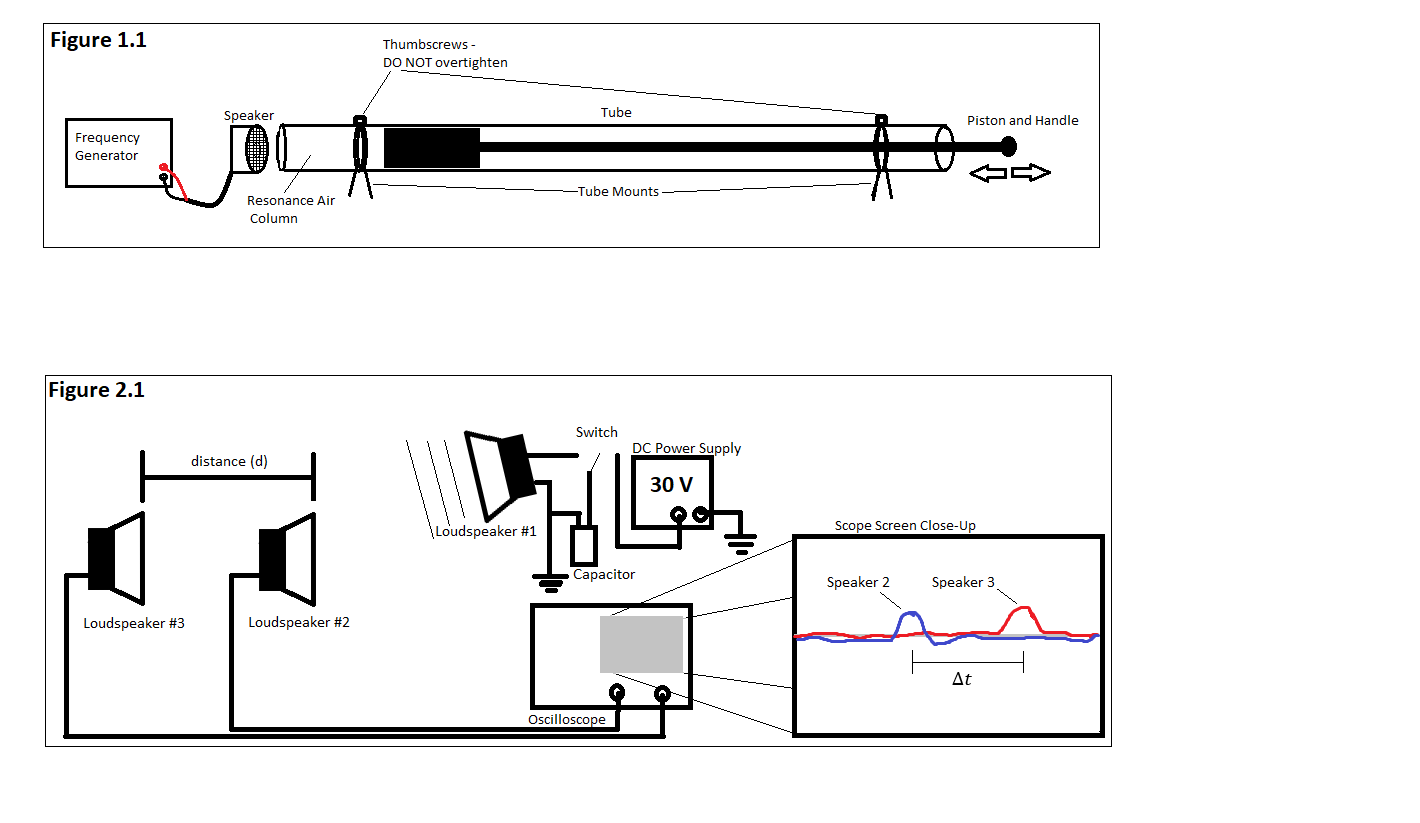 Figure 1.1
Thumbscrews -
DO NOT overtighten
Speaker
Tube
Piston and Handle
Frequency
Generator
Tube Mounts
Resonance Air
Column
Figure 2.1
Switch
DC Power Supply
distance (d)
30 V
Loudspeaker #1
Scope Screen Close-Up
Capacitor
Speaker 2
Speaker 3
Loudspeaker #3
Loudspeaker #2
Δt
Oscilloscope